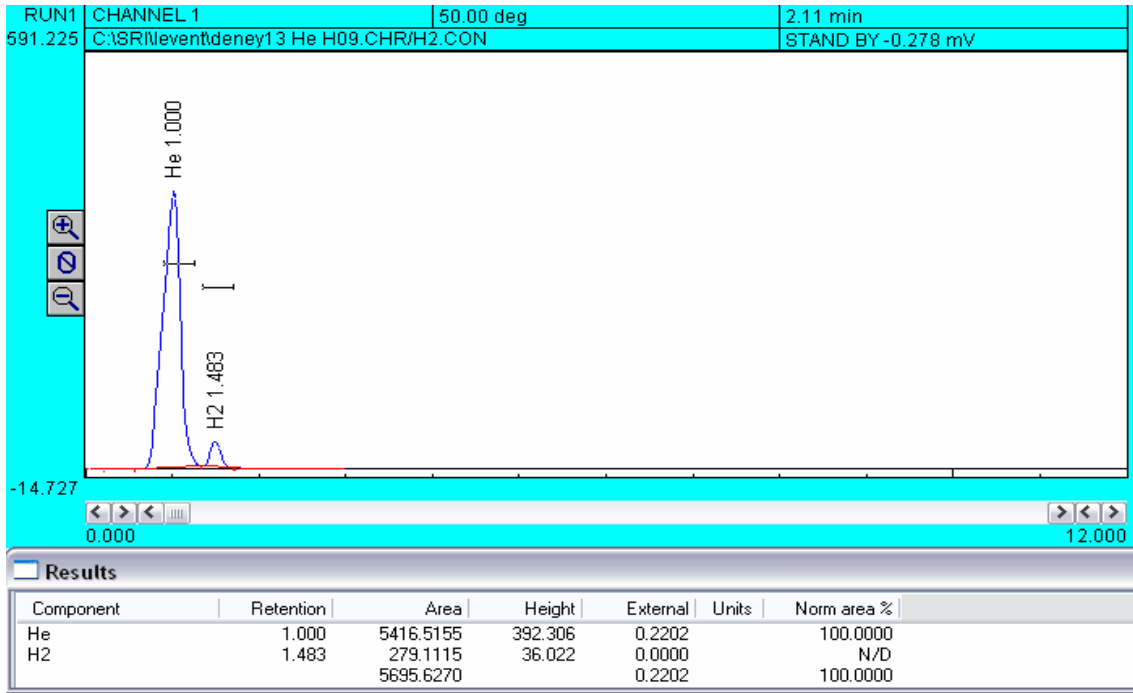 RUN1 CHANNEL 1 50.00 deg 2.11 min
591.225 C:\SRI\levent\deney13 He H09.CHR/H2.CON STAND BY -0.278 mV
He 1.000
H2 1.483
-14.727
0.000 12.000
Results
Component Retention Area Height External Units Norm area %
He 1.000 5416.5155 392.306 0.2202 100.0000
H2 1.483 279.1115 36.022 0.0000 N/D
5695.6270 0.2202 100.0000